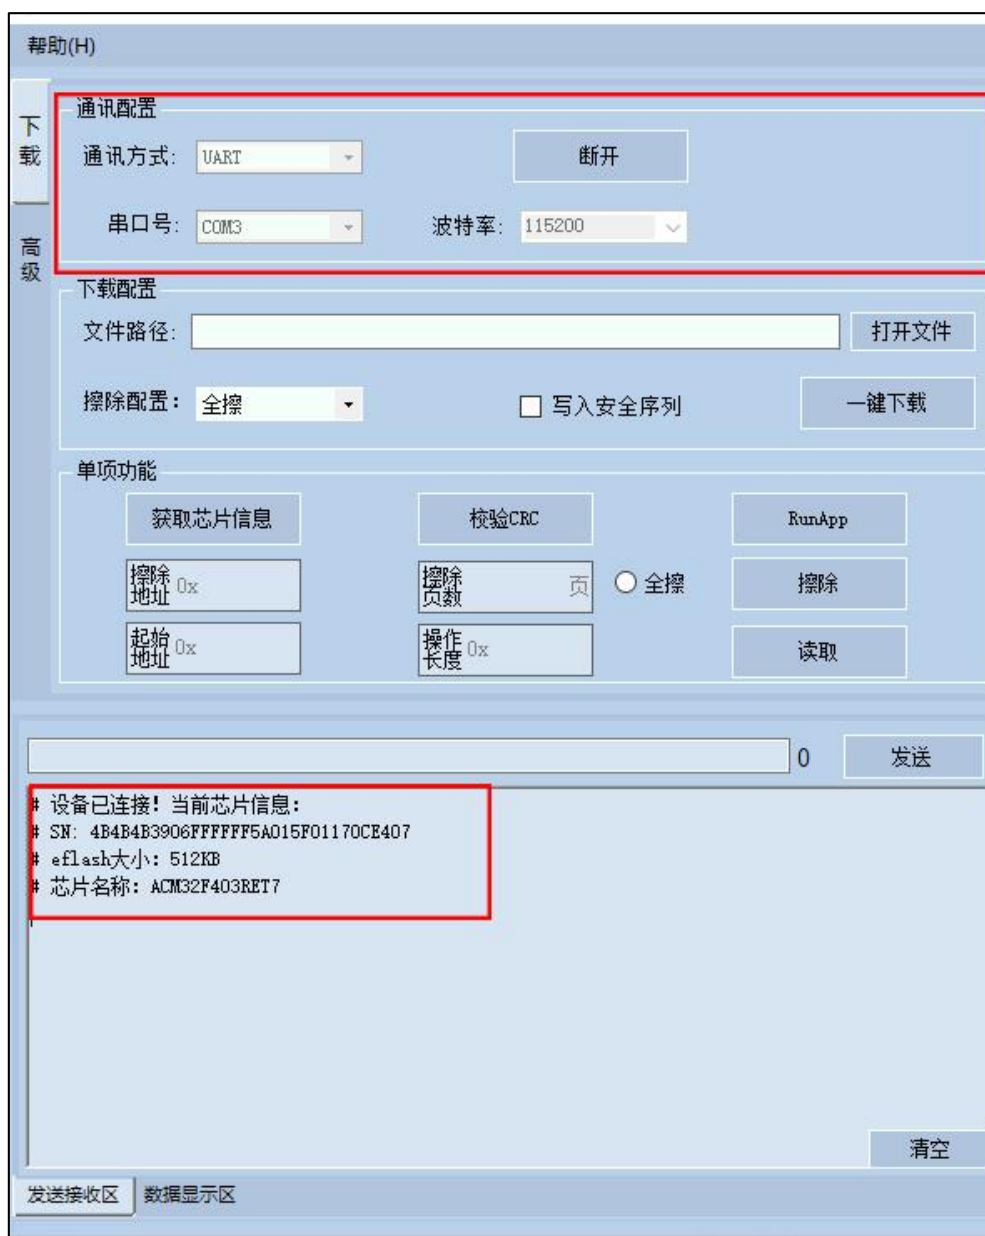 帮助(H)
下载
高级
通讯配置
通讯方式: UART 断开
串口号: COM3 波特率: 115200
下载配置
文件路径: 打开文件
擦除配置: 全擦 写入安全序列 一键下载
单项功能
获取芯片信息 校验CRC RunApp
擦除地址 0x 擦除页数 页 全擦 擦除
起始地址 0x 操作长度 0x 读取
0 发送
# 设备已连接! 当前芯片信息:
# SN: 4B4B4B3906FFFFFF5A015F01170CE407
# eflash大小: 512KB
# 芯片名称: ACM32F403RET7
清空
发送接收区 数据显示区